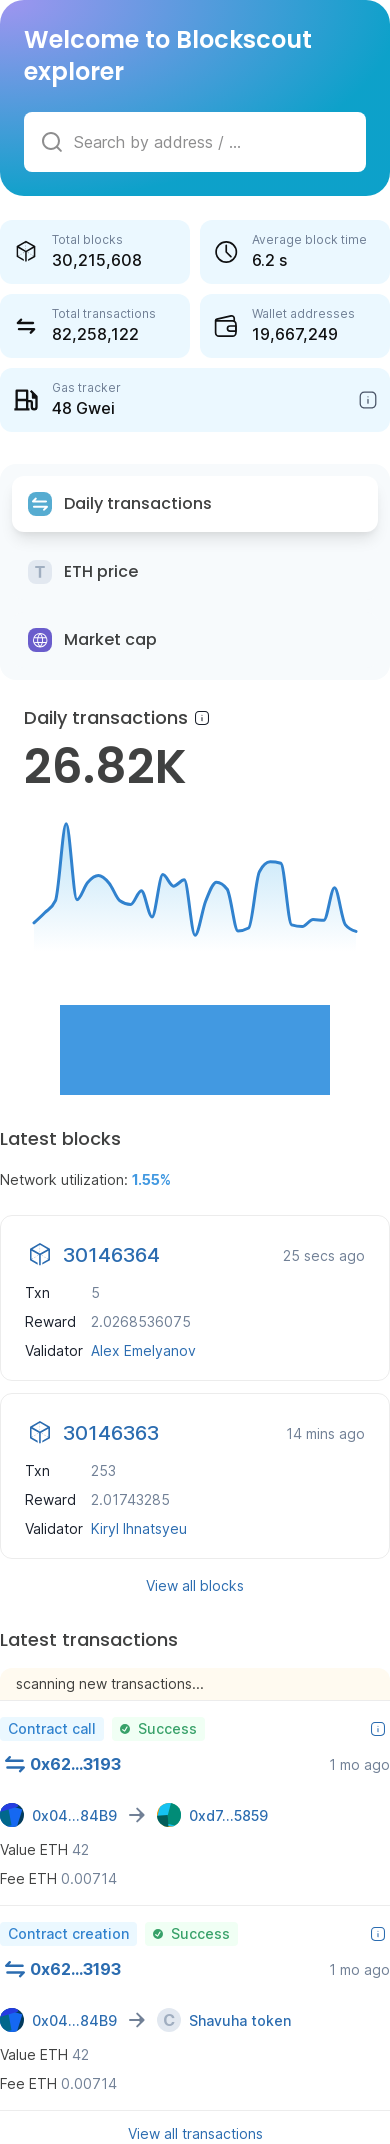 Welcome to Blockscout
explorer
Search by address / ...
Total blocks
30,215,608
Average block time
6.2 s
Total transactions
82,258,122
Wallet addresses
19,667,249
Gas tracker
48 Gwei
Daily transactions
T ETH price
Market cap
Daily transactions
26.82K
Latest blocks
Network utilization: 1.55%
30146364 25 secs ago
Txn 5
Reward 2.0268536075
Validator Alex Emelyanov
30146363 14 mins ago
Txn 253
Reward 2.01743285
Validator Kiryl Ihnatsyeu
View all blocks
Latest transactions
scanning new transactions...
Contract call Success
0x62...3193 1 mo ago
0x04...84B9 → 0xd7...5859
Value ETH 42
Fee ETH 0.00714
Contract creation Success
0x62...3193 1 mo ago
0x04...84B9 → C Shavuha token
Value ETH 42
Fee ETH 0.00714
View all transactions